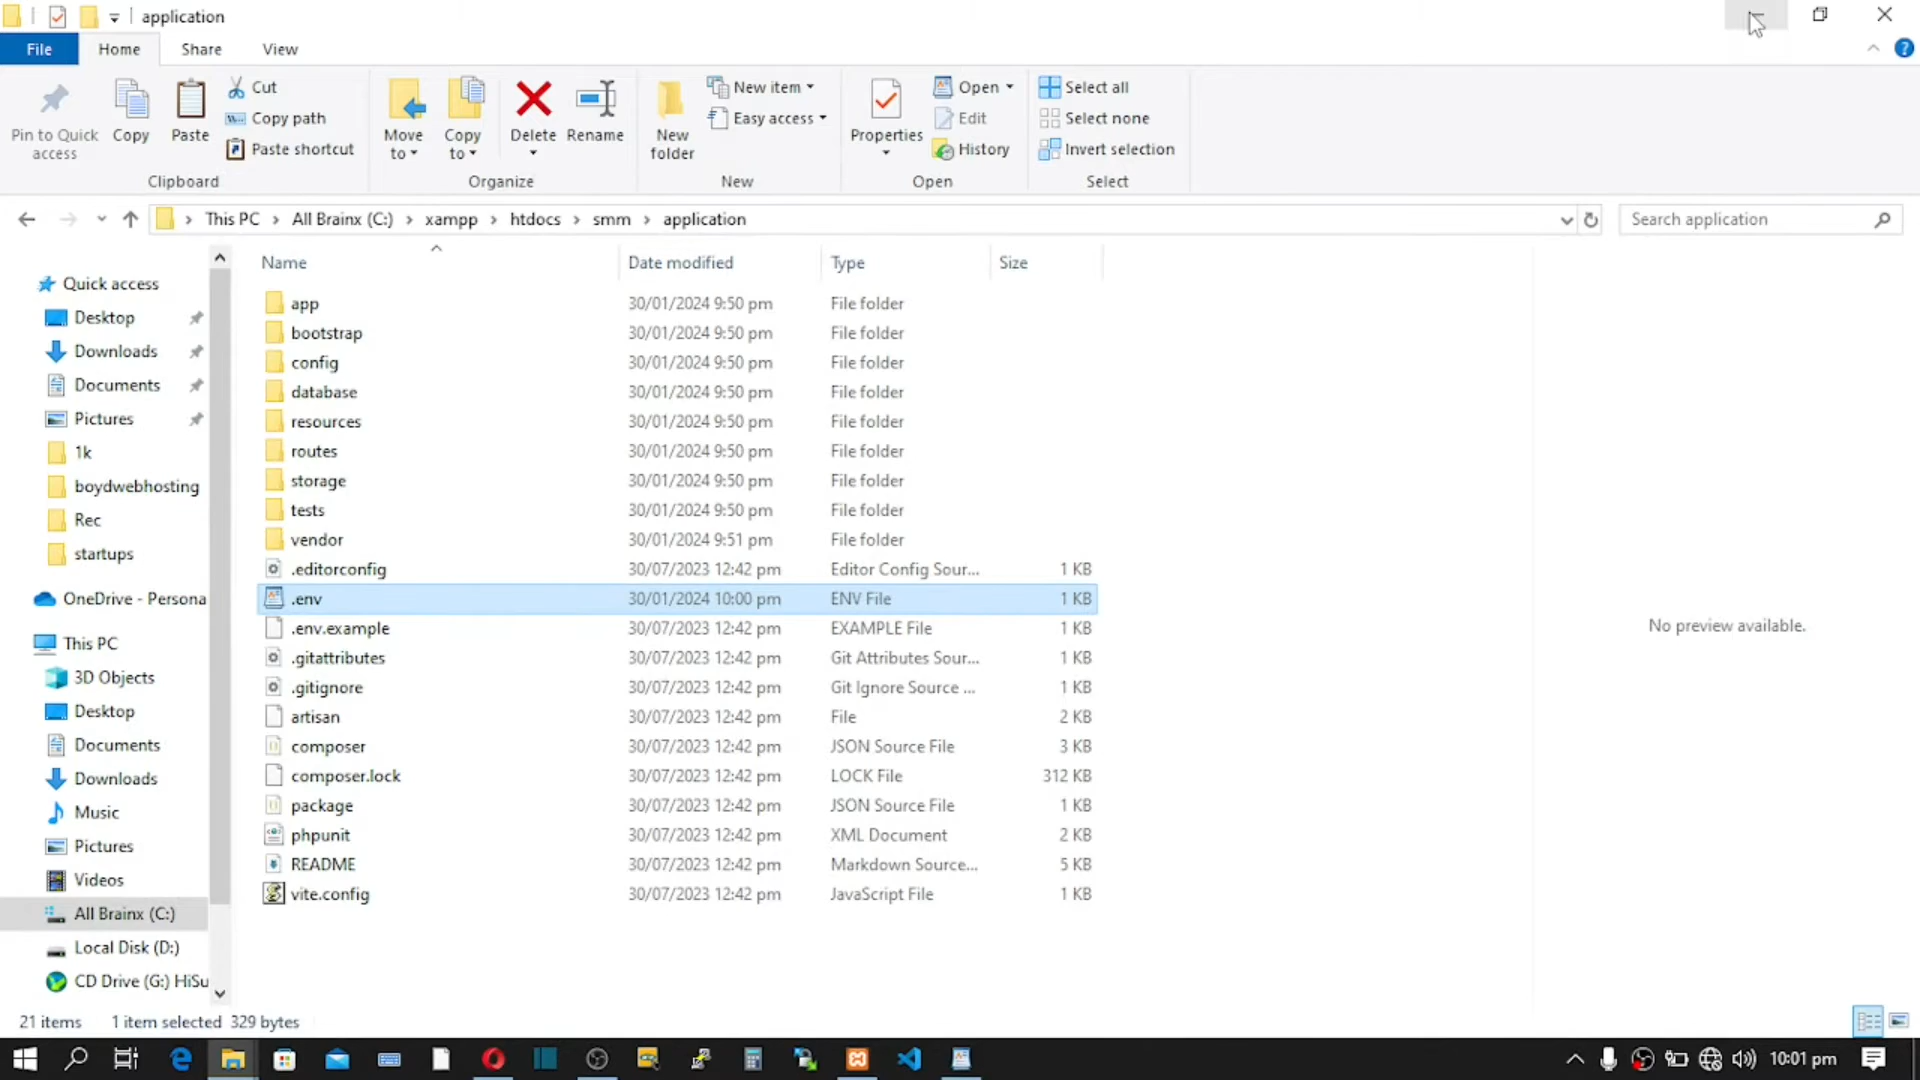 application
File Home Share View
Pin to Quick access
Copy
Paste
Cut
Copy path
Paste shortcut
Move to
Copy to
Delete
Rename
New folder
New item
Easy access
Properties
Open
Edit
History
Select all
Select none
Invert selection
Clipboard Organize New Open Select
This PC > All Brainx (C:) > xampp > htdocs > smm > application
Search application
Name Date modified Type Size
Quick access
Desktop
Downloads
Documents
Pictures
1k
boydwebhosting
Rec
startups
OneDrive - Persona
This PC
3D Objects
Desktop
Documents
Downloads
Music
Pictures
Videos
All Brainx (C:)
Local Disk (D:)
CD Drive (G:) HiSu
app 30/01/2024 9:50 pm File folder
bootstrap 30/01/2024 9:50 pm File folder
config 30/01/2024 9:50 pm File folder
database 30/01/2024 9:50 pm File folder
resources 30/01/2024 9:50 pm File folder
routes 30/01/2024 9:50 pm File folder
storage 30/01/2024 9:50 pm File folder
tests 30/01/2024 9:50 pm File folder
vendor 30/01/2024 9:51 pm File folder
.editorconfig 30/07/2023 12:42 pm Editor Config Sour... 1 KB
.env 30/01/2024 10:00 pm ENV File 1 KB
.env.example 30/07/2023 12:42 pm EXAMPLE File 1 KB
.gitattributes 30/07/2023 12:42 pm Git Attributes Sour... 1 KB
.gitignore 30/07/2023 12:42 pm Git Ignore Source ... 1 KB
artisan 30/07/2023 12:42 pm File 2 KB
composer 30/07/2023 12:42 pm JSON Source File 3 KB
composer.lock 30/07/2023 12:42 pm LOCK File 312 KB
package 30/07/2023 12:42 pm JSON Source File 1 KB
phpunit 30/07/2023 12:42 pm XML Document 2 KB
README 30/07/2023 12:42 pm Markdown Source... 5 KB
vite.config 30/07/2023 12:42 pm JavaScript File 1 KB
No preview available.
21 items 1 item selected 329 bytes
10:01 pm